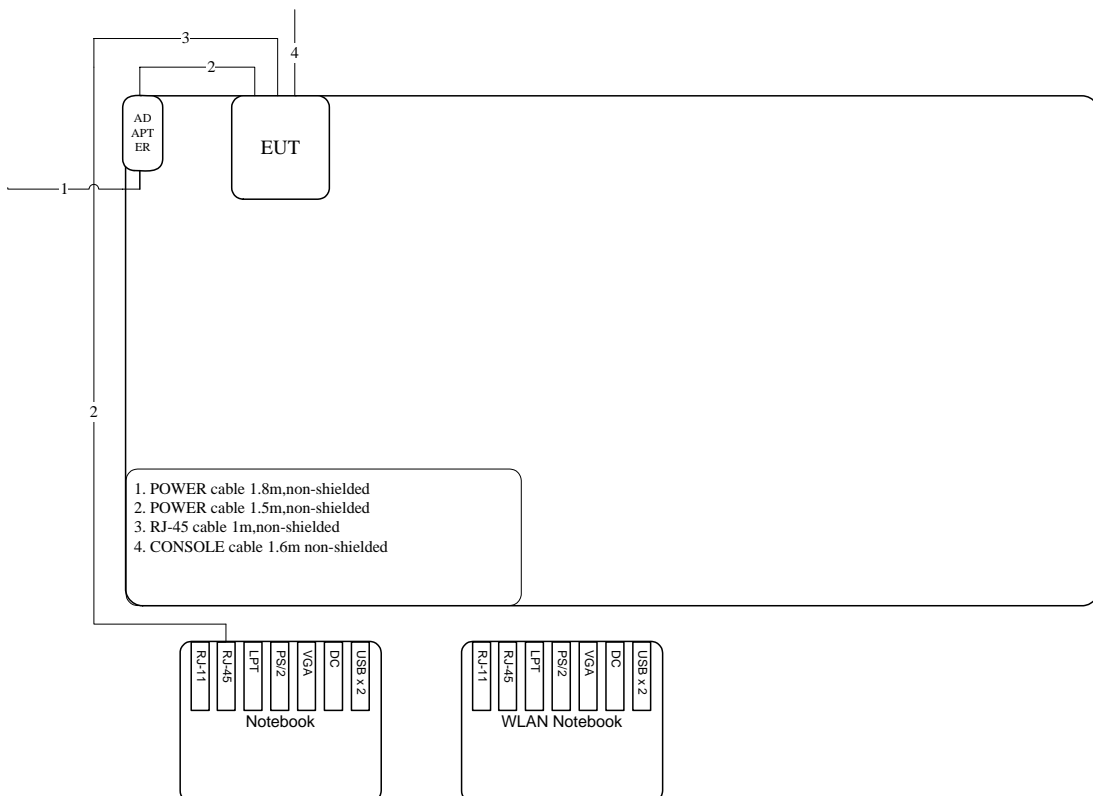 3
4
2
AD
APT
ER
EUT
1
2
1. POWER cable 1.8m,non-shielded
2. POWER cable 1.5m,non-shielded
3. RJ-45 cable 1m,non-shielded
4. CONSOLE cable 1.6m non-shielded
RJ-11
RJ-45
LPT
PS/2
VGA
DC
USB x 2
Notebook
RJ-11
RJ-45
LPT
PS/2
VGA
DC
USB x 2
WLAN Notebook